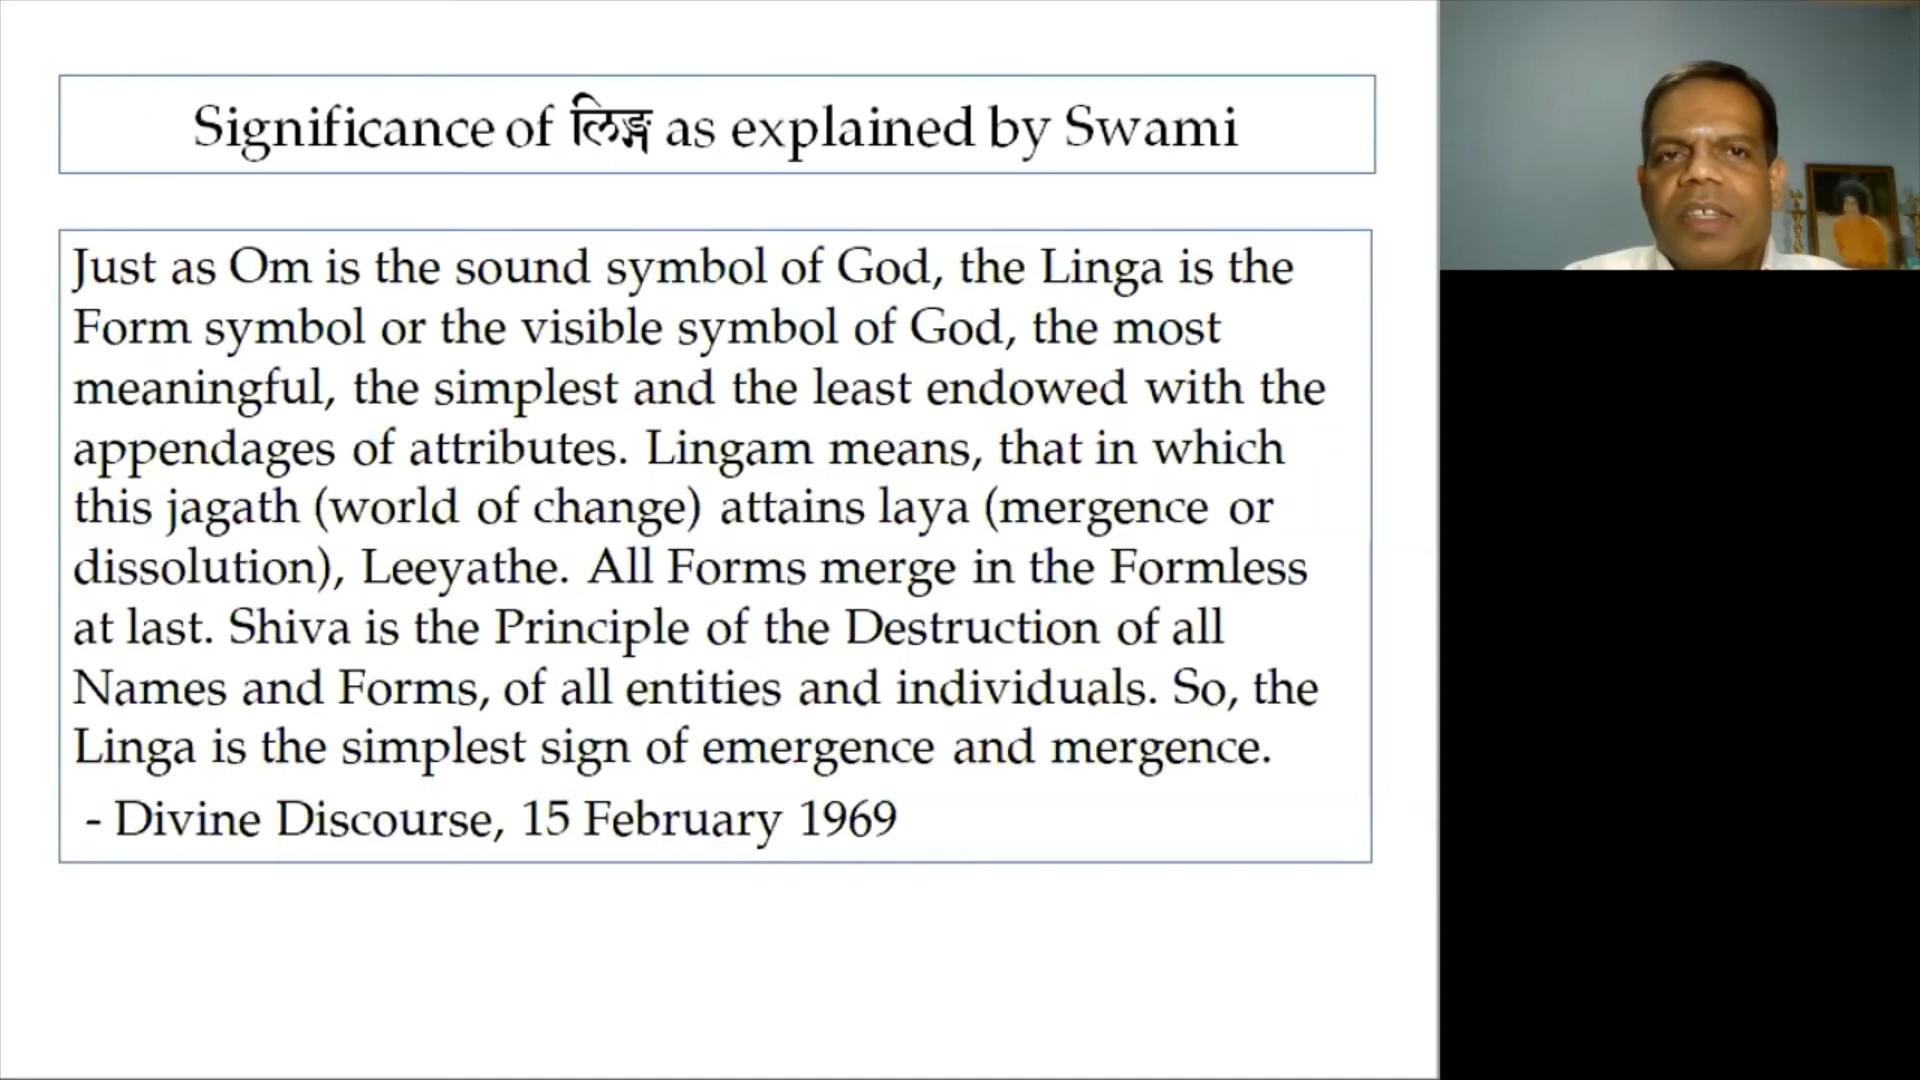 Significance of लिङ्ग as explained by Swami
Just as Om is the sound symbol of God, the Linga is the
Form symbol or the visible symbol of God, the most
meaningful, the simplest and the least endowed with the
appendages of attributes. Lingam means, that in which
this jagath (world of change) attains laya (mergence or
dissolution), Leeyathe. All Forms merge in the Formless
at last. Shiva is the Principle of the Destruction of all
Names and Forms, of all entities and individuals. So, the
Linga is the simplest sign of emergence and mergence.
- Divine Discourse, 15 February 1969